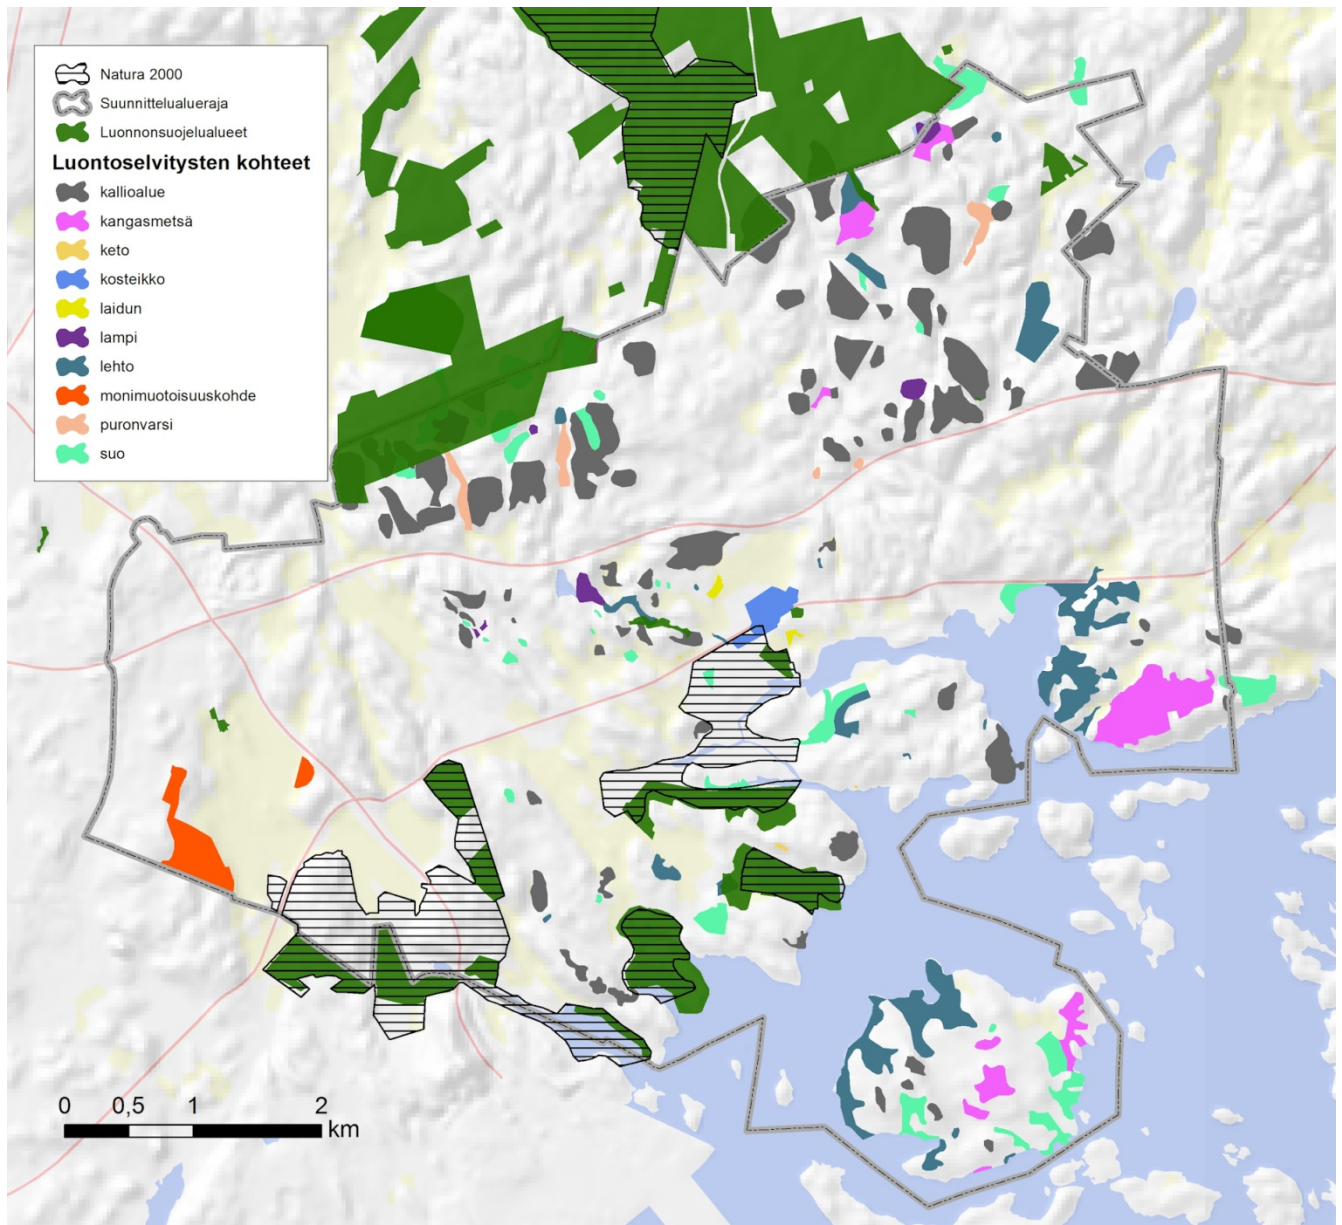 Natura 2000
Suunnittelualueraja
Luonnonsuojelualueet
Luontoselvitysten kohteet
kallioalue
kangasmetsä
keto
kosteikko
laidun
lampi
lehto
monimuotoisuuskohde
puronvarsi
suo
0 0,5 1 2
km